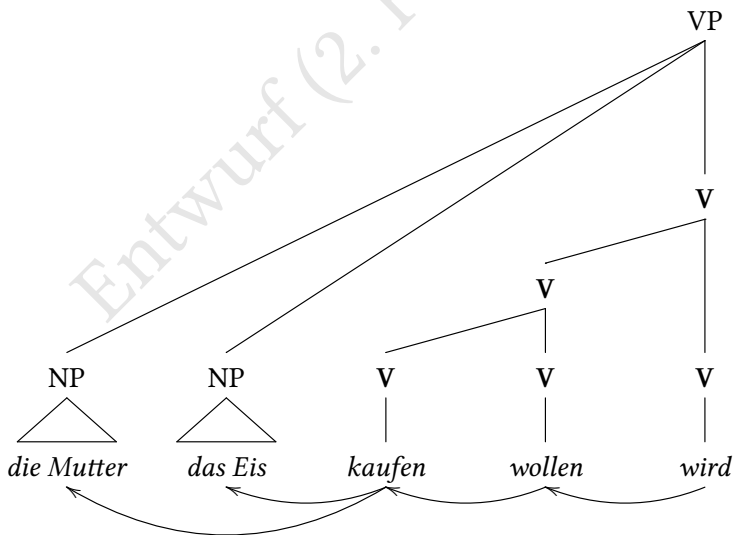 VP
V
V
NP NP V V V
die Mutter das Eis kaufen wollen wird
Entwurf (2.